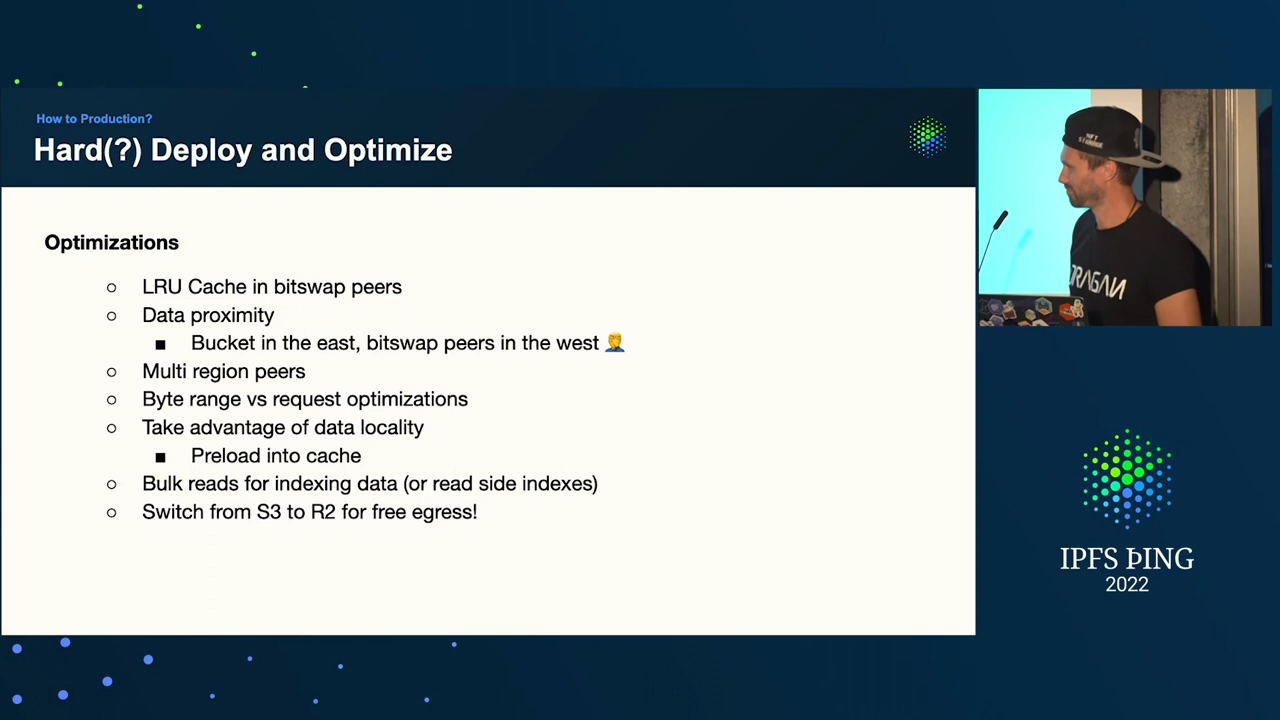 How to Production?
Hard(?) Deploy and Optimize
Optimizations
LRU Cache in bitswap peers
Data proximity
Bucket in the east, bitswap peers in the west 🤦‍♂️
Multi region peers
Byte range vs request optimizations
Take advantage of data locality
Preload into cache
Bulk reads for indexing data (or read side indexes)
Switch from S3 to R2 for free egress!
NFT
STORAGE
DRAGAN
IPFS ÞING
2022